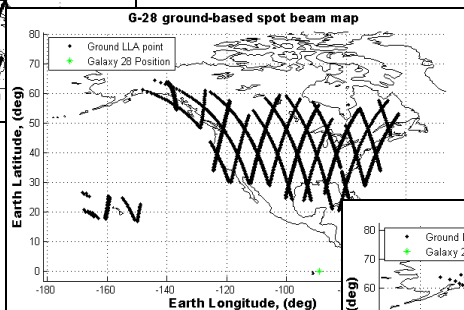 G-28 ground-based spot beam map
Ground LLA point
Galaxy 28 Position
80
70
60
50
40
30
20
10
0
Earth Latitude, (deg)
-180
-160
-140
-120
-100
Earth Longitude, (deg)
80
70
60
(deg)
Ground
Galaxy 2